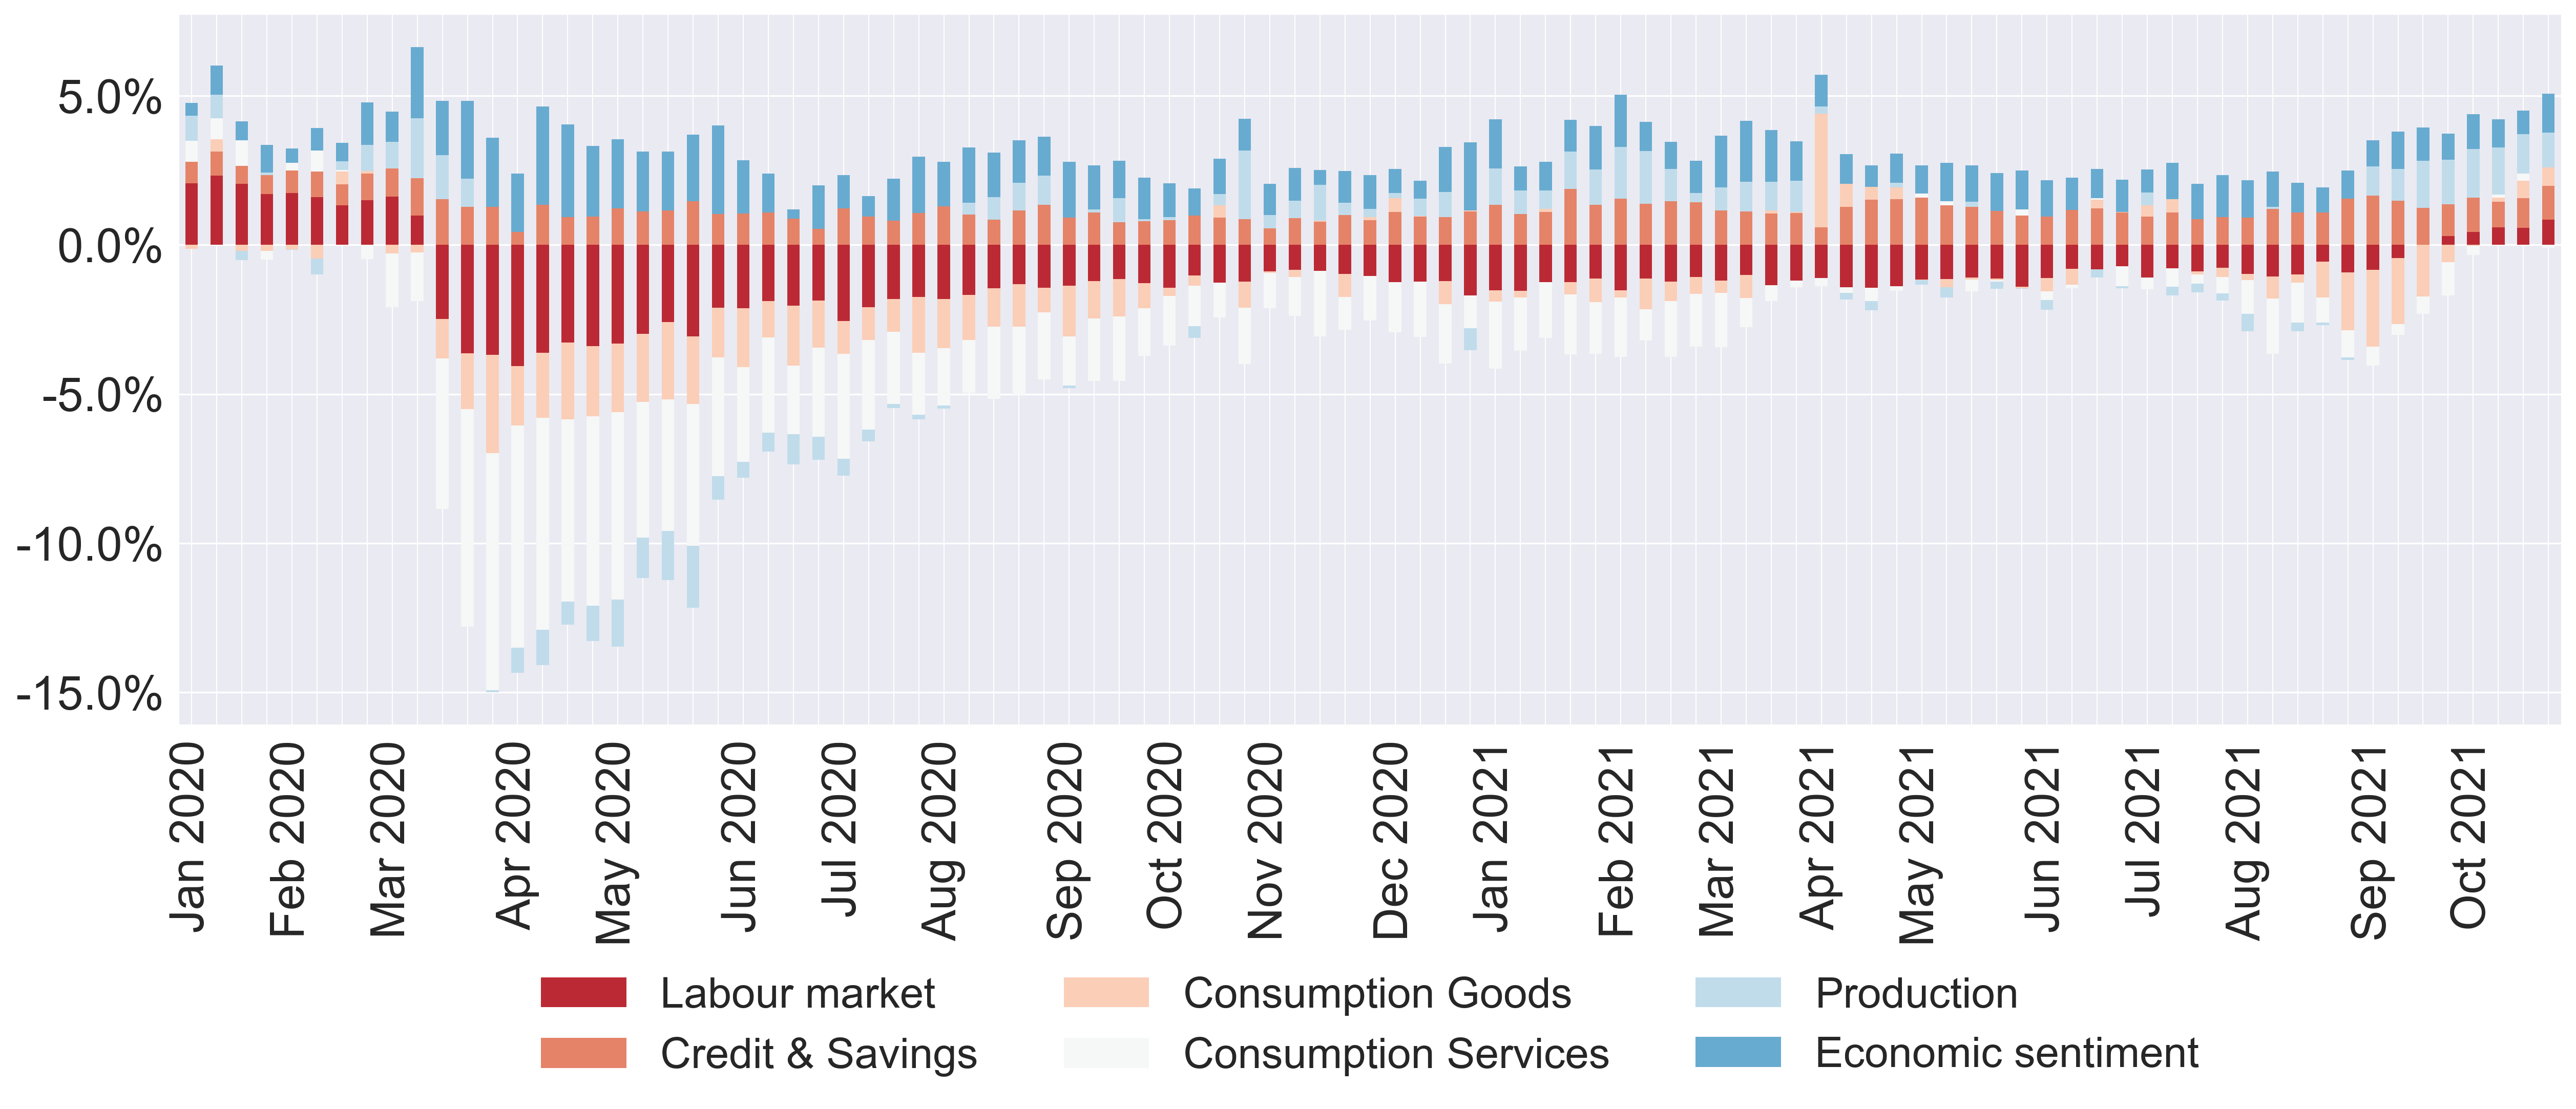 5.0%
0.0%
-5.0%
-10.0%
-15.0%
Jan 2020
Feb 2020
Mar 2020
Apr 2020
May 2020
Jun 2020
Jul 2020
Aug 2020
Sep 2020
Oct 2020
Nov 2020
Dec 2020
Jan 2021
Feb 2021
Mar 2021
Apr 2021
May 2021
Jun 2021
Jul 2021
Aug 2021
Sep 2021
Oct 2021
Labour market
Consumption Goods
Production
Credit & Savings
Consumption Services
Economic sentiment